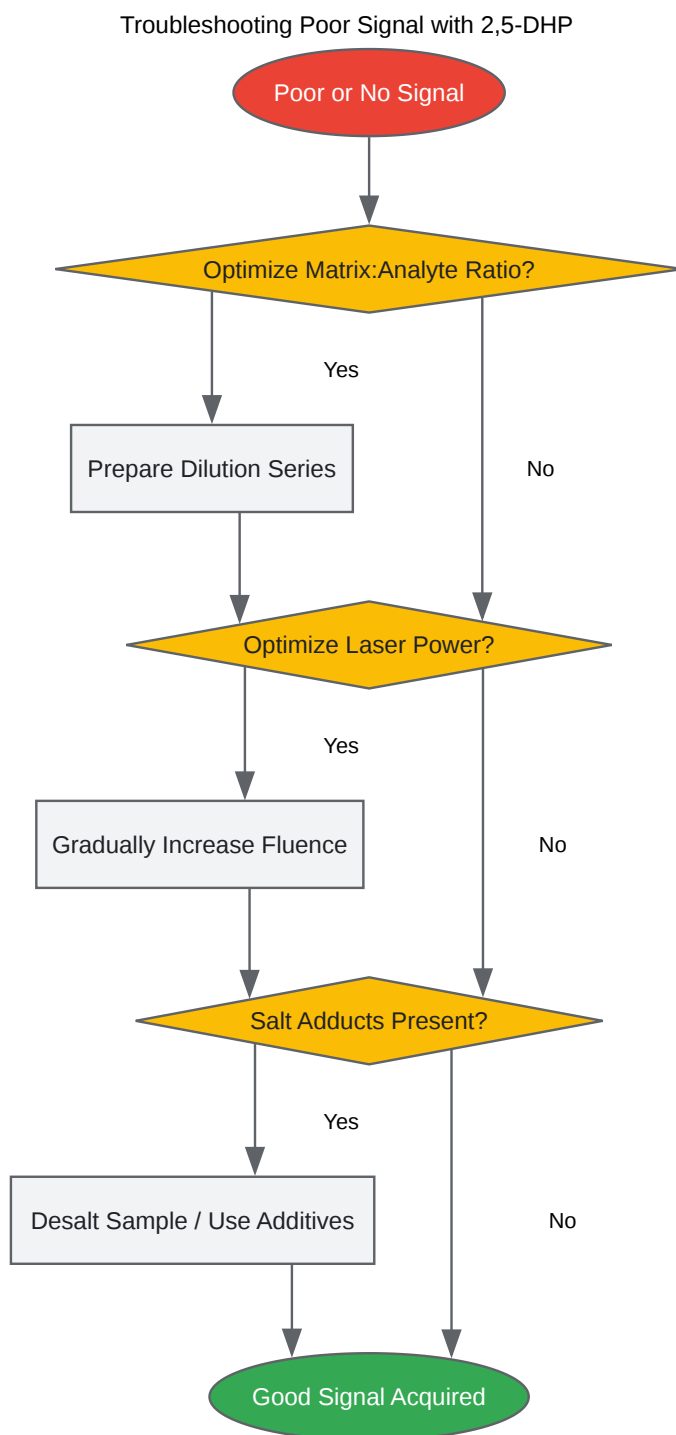 Troubleshooting Poor Signal with 2,5-DHP
Poor or No Signal
Optimize Matrix:Analyte Ratio?
Yes
Prepare Dilution Series
No
Optimize Laser Power?
Yes
Gradually Increase Fluence
No
Salt Adducts Present?
Yes
Desalt Sample / Use Additives
No
Good Signal Acquired